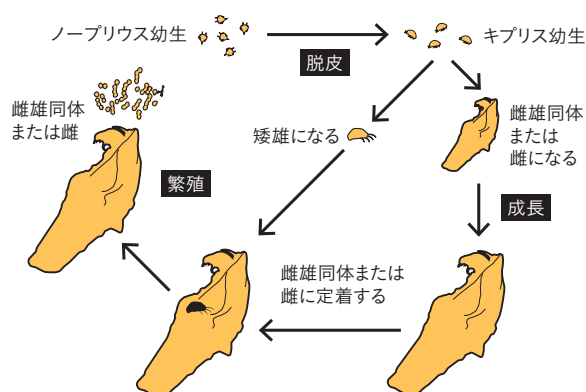 ノープリウス幼生
脱皮
キプリス幼生
雌雄同体
または雌
矮雄になる
雌雄同体
または
雌になる
繁殖
成長
雌雄同体または
雌に定着する